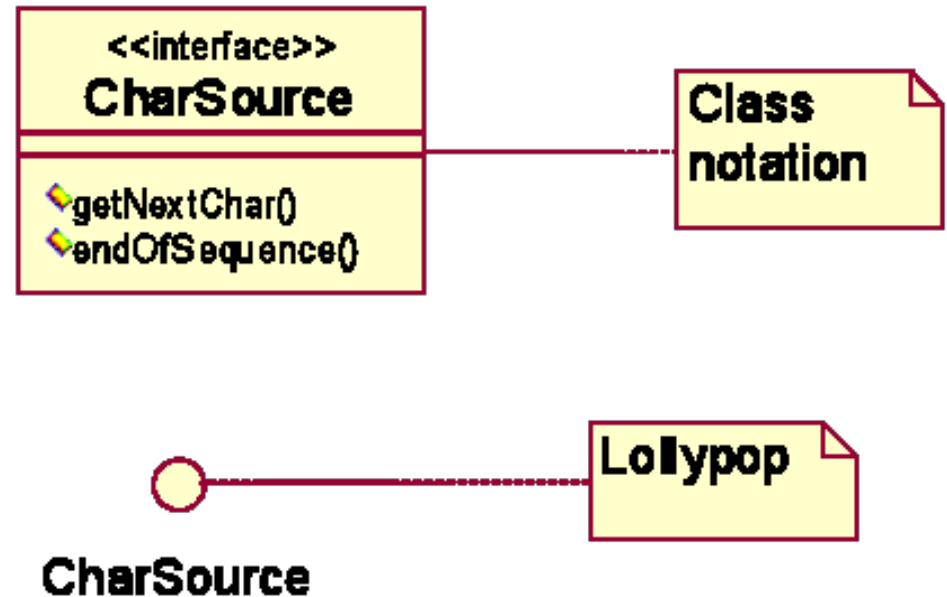 <<interface>>
CharSource
getNextChar()
endOfSequence()
Class
notation
Lollypop
CharSource